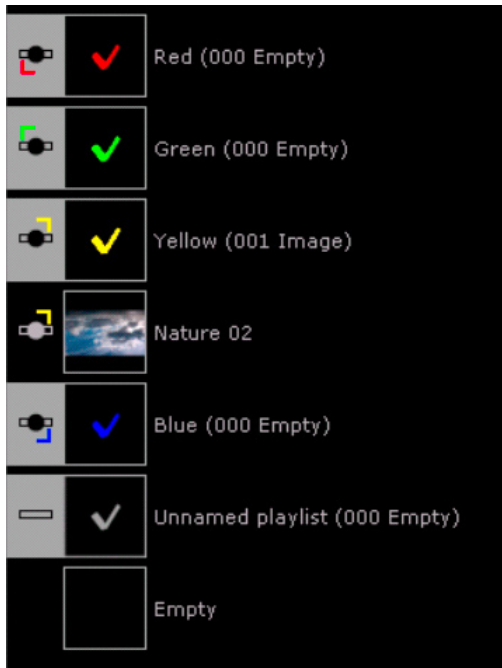 Red (000 Empty)
Green (000 Empty)
Yellow (001 Image)
Nature 02
Blue (000 Empty)
Unnamed playlist (000 Empty)
Empty